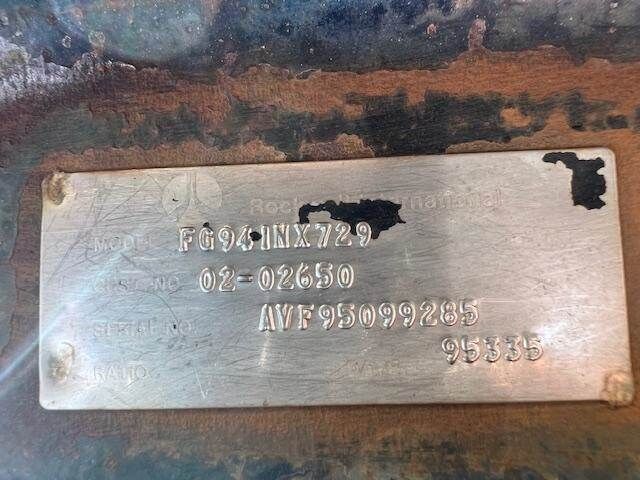 Rockwell International
MODEL FG941NX729
CUST. NO. 02-02650
SERIAL NO. AVF95099285
95335
RATIO